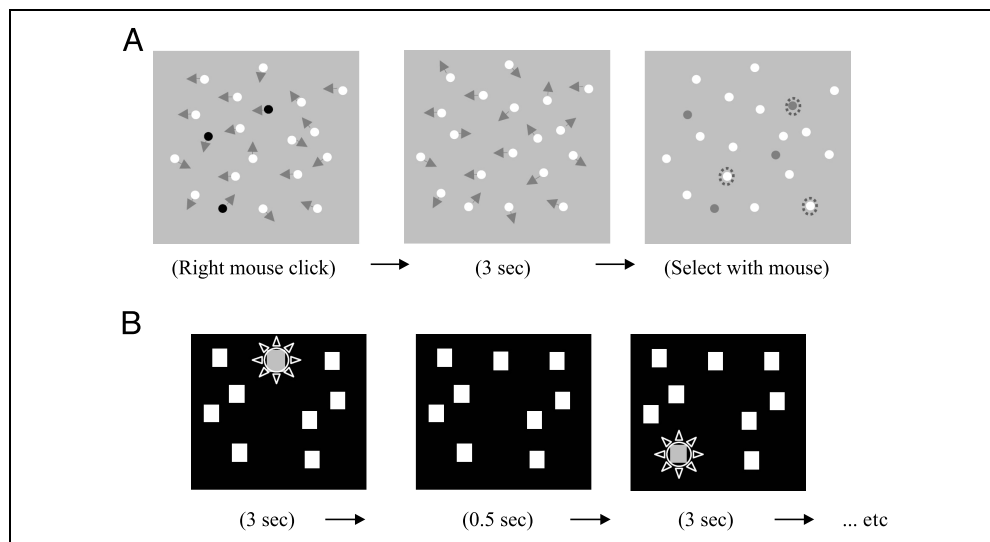 A
(Right mouse click)
(3 sec)
(Select with mouse)
B
(3 sec)
(0.5 sec)
(3 sec)
... etc